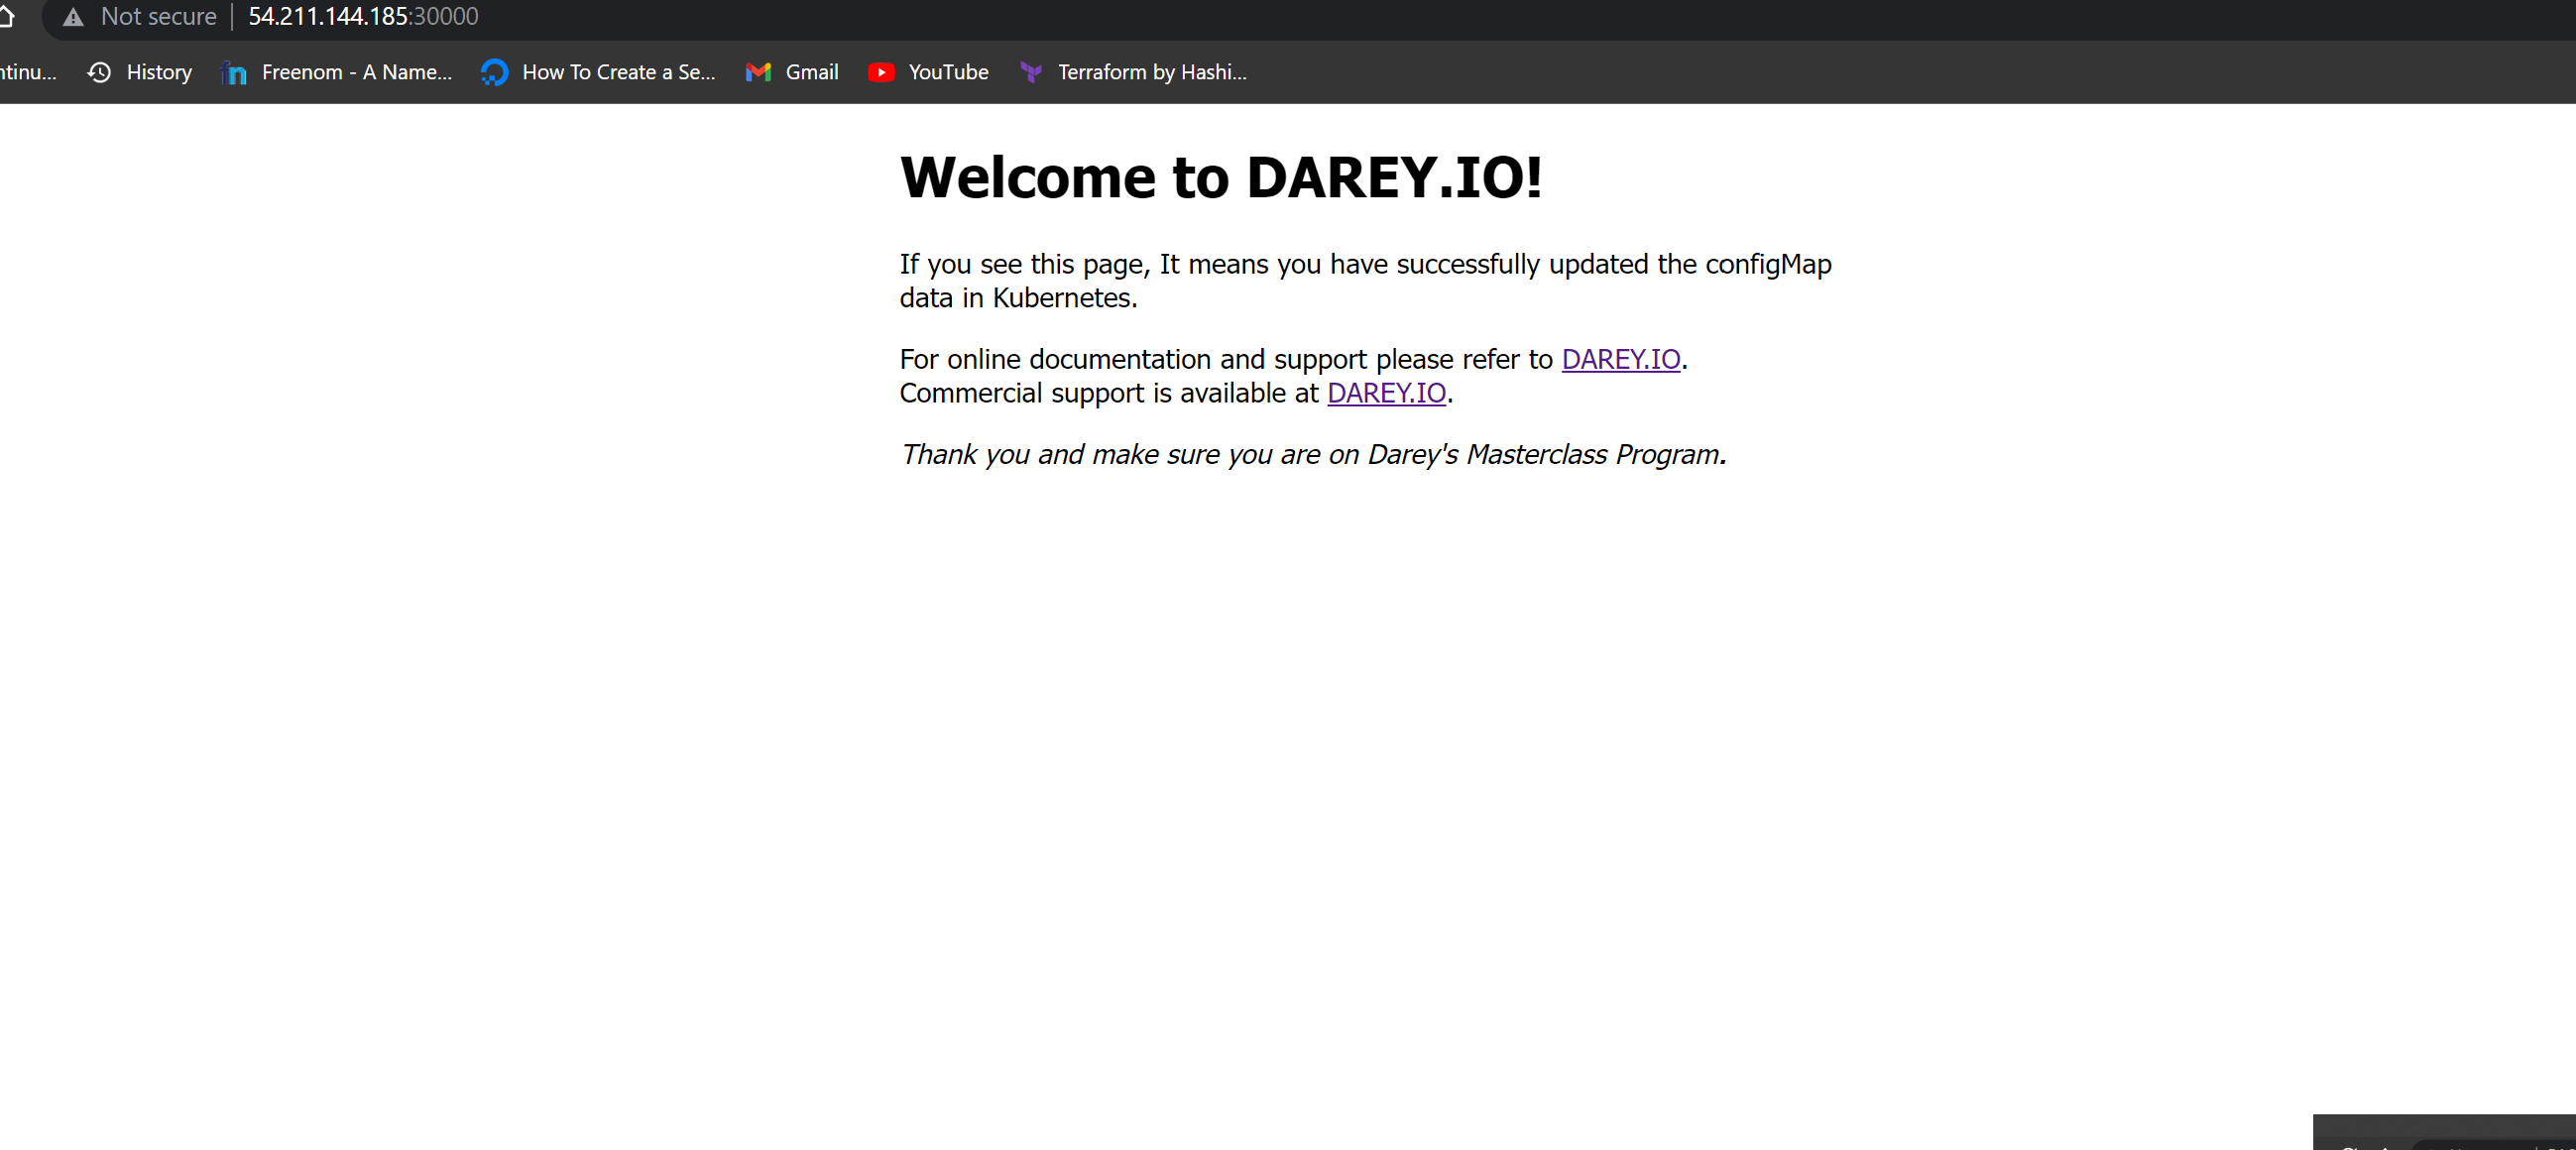 Not secure 54.211.144.185:30000
ntinu... History Freenom - A Name... How To Create a Se... Gmail YouTube Terraform by Hashi...
Welcome to DAREY.IO!
If you see this page, It means you have successfully updated the configMap
data in Kubernetes.
For online documentation and support please refer to DAREY.IO.
Commercial support is available at DAREY.IO.
Thank you and make sure you are on Darey's Masterclass Program.